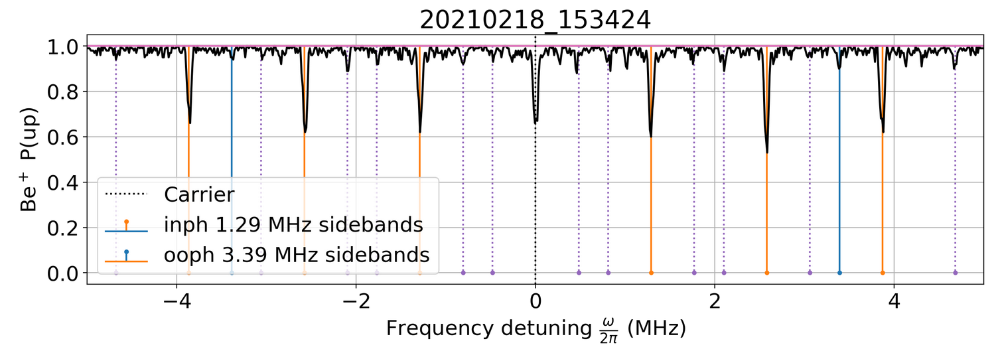 20210218_153424
1.0
0.8
0.6
0.4
0.2
0.0
Be⁺ P(up)
Carrier
inph 1.29 MHz sidebands
ooph 3.39 MHz sidebands
−4 −2 0 2 4
Frequency detuning ω/2π (MHz)